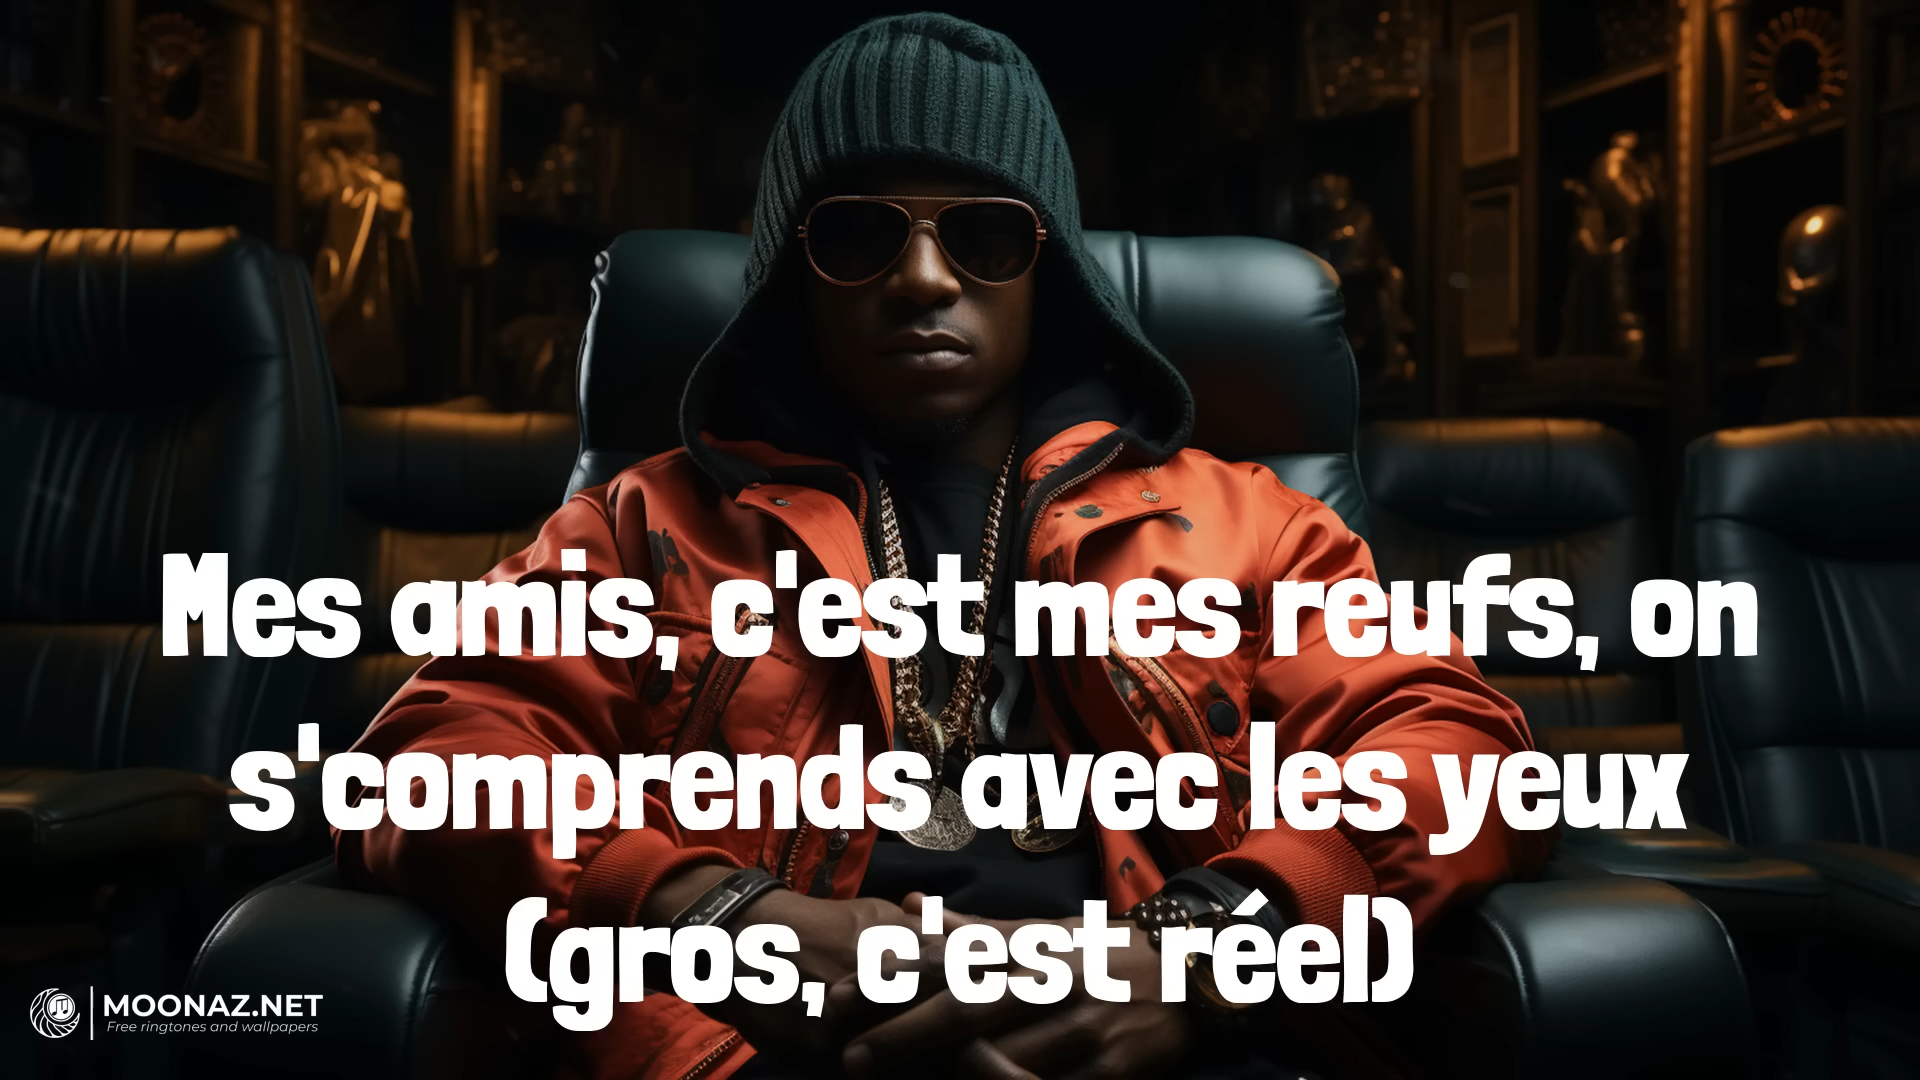 Mes amis, c'est mes reufs, on
s'comprends avec les yeux
(gros, c'est réel)
MOONAZ.NET
Free ringtones and wallpapers